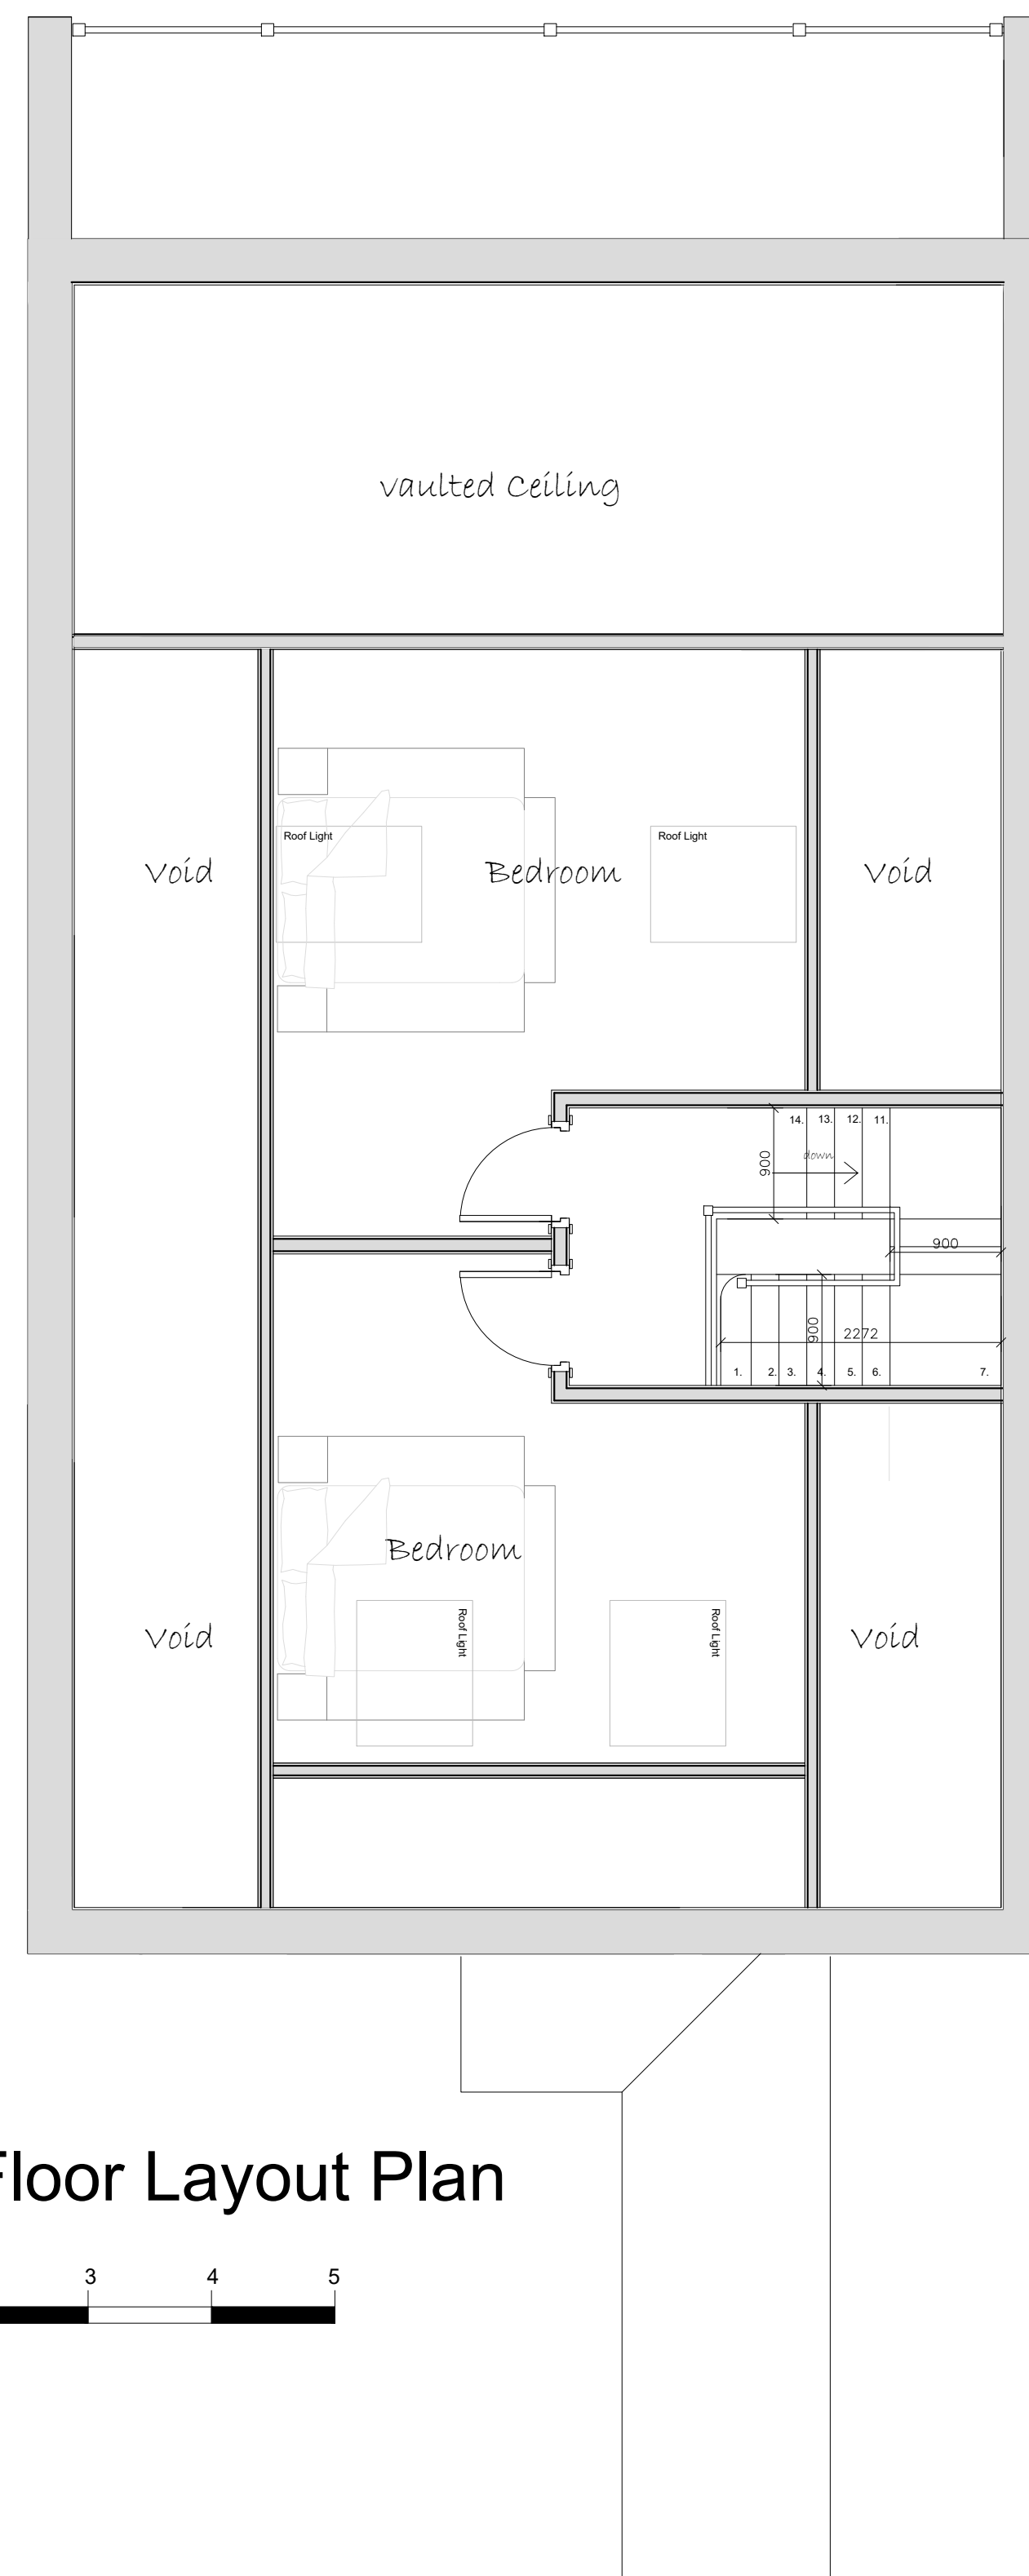 vaulted Ceiling
Roof Light
Roof Light
Void
Bedroom
Void
14.
13.
12.
11.
down
900
900
900
2272
1.
2.
3.
4.
5.
6.
7.
Bedroom
Roof Light
Roof Light
Void
Void
Floor Layout Plan
3
4
5